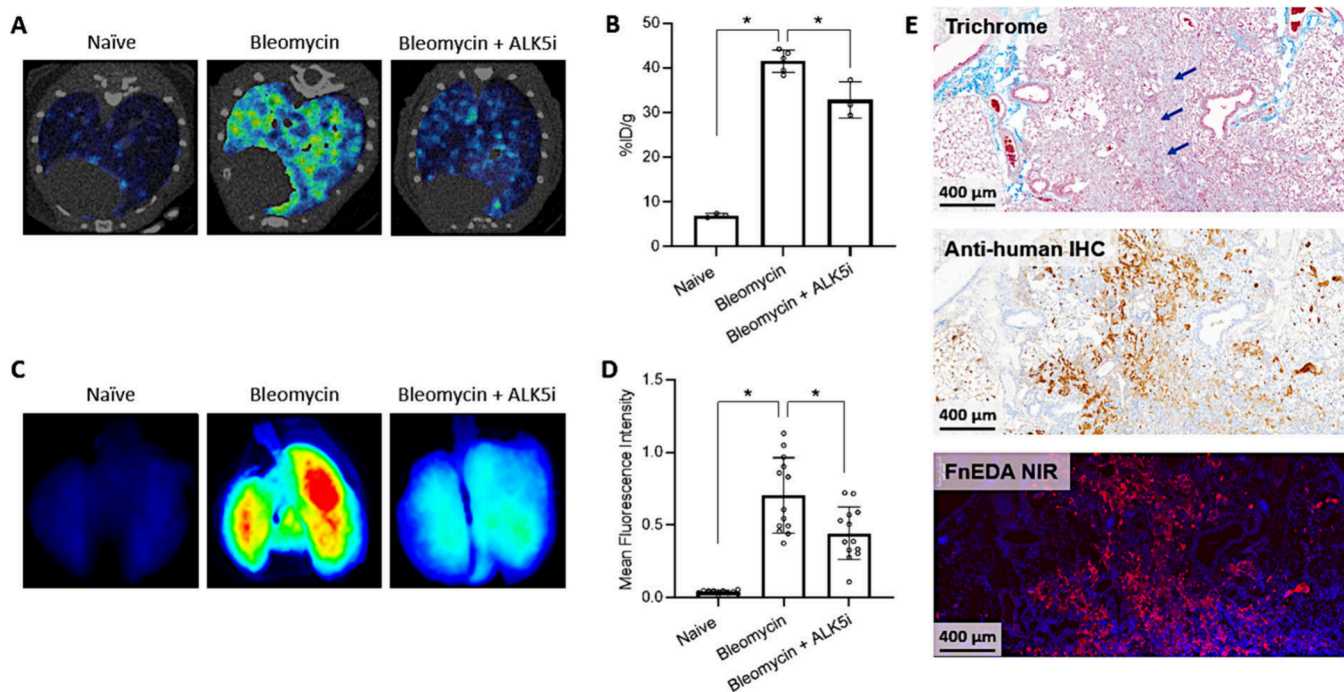 A
Naïve
Bleomycin
Bleomycin + ALK5i
B
%ID/g
50
40
30
20
10
0
*
*
Naive
Bleomycin
Bleomycin + ALK5i
C
Naïve
Bleomycin
Bleomycin + ALK5i
D
Mean Fluorescence Intensity
1.5
1.0
0.5
0.0
*
*
Naive
Bleomycin
Bleomycin + ALK5i
E
Trichrome
400 µm
Anti-human IHC
400 µm
FnEDA NIR
400 µm